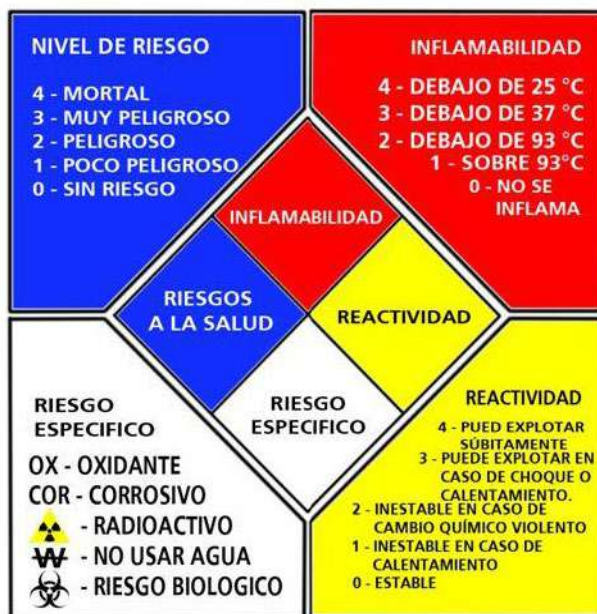 NIVEL DE RIESGO
4 - MORTAL
3 - MUY PELIGROSO
2 - PELIGROSO
1 - POCO PELIGROSO
0 - SIN RIESGO
INFLAMABILIDAD
4 - DEBAJO DE 25 °C
3 - DEBAJO DE 37 °C
2 - DEBAJO DE 93 °C
1 - SOBRE 93°C
0 - NO SE
INFLAMA
INFLAMABILIDAD
RIESGOS
A LA SALUD
REACTIVIDAD
RIESGO
ESPECIFICO
RIESGO
ESPECIFICO
OX - OXIDANTE
COR - CORROSIVO
- RADIOACTIVO
W - NO USAR AGUA
- RIESGO BIOLOGICO
REACTIVIDAD
4 - PUED EXPLOTAR
SÚBITAMENTE
3 - PUEDE EXPLOTAR EN
CASO DE CHOQUE O
CALENTAMIENTO.
2 - INESTABLE EN CASO DE
CAMBIO QUÍMICO VIOLENTO
1 - INESTABLE EN CASO DE
CALENTAMIENTO
0 - ESTABLE